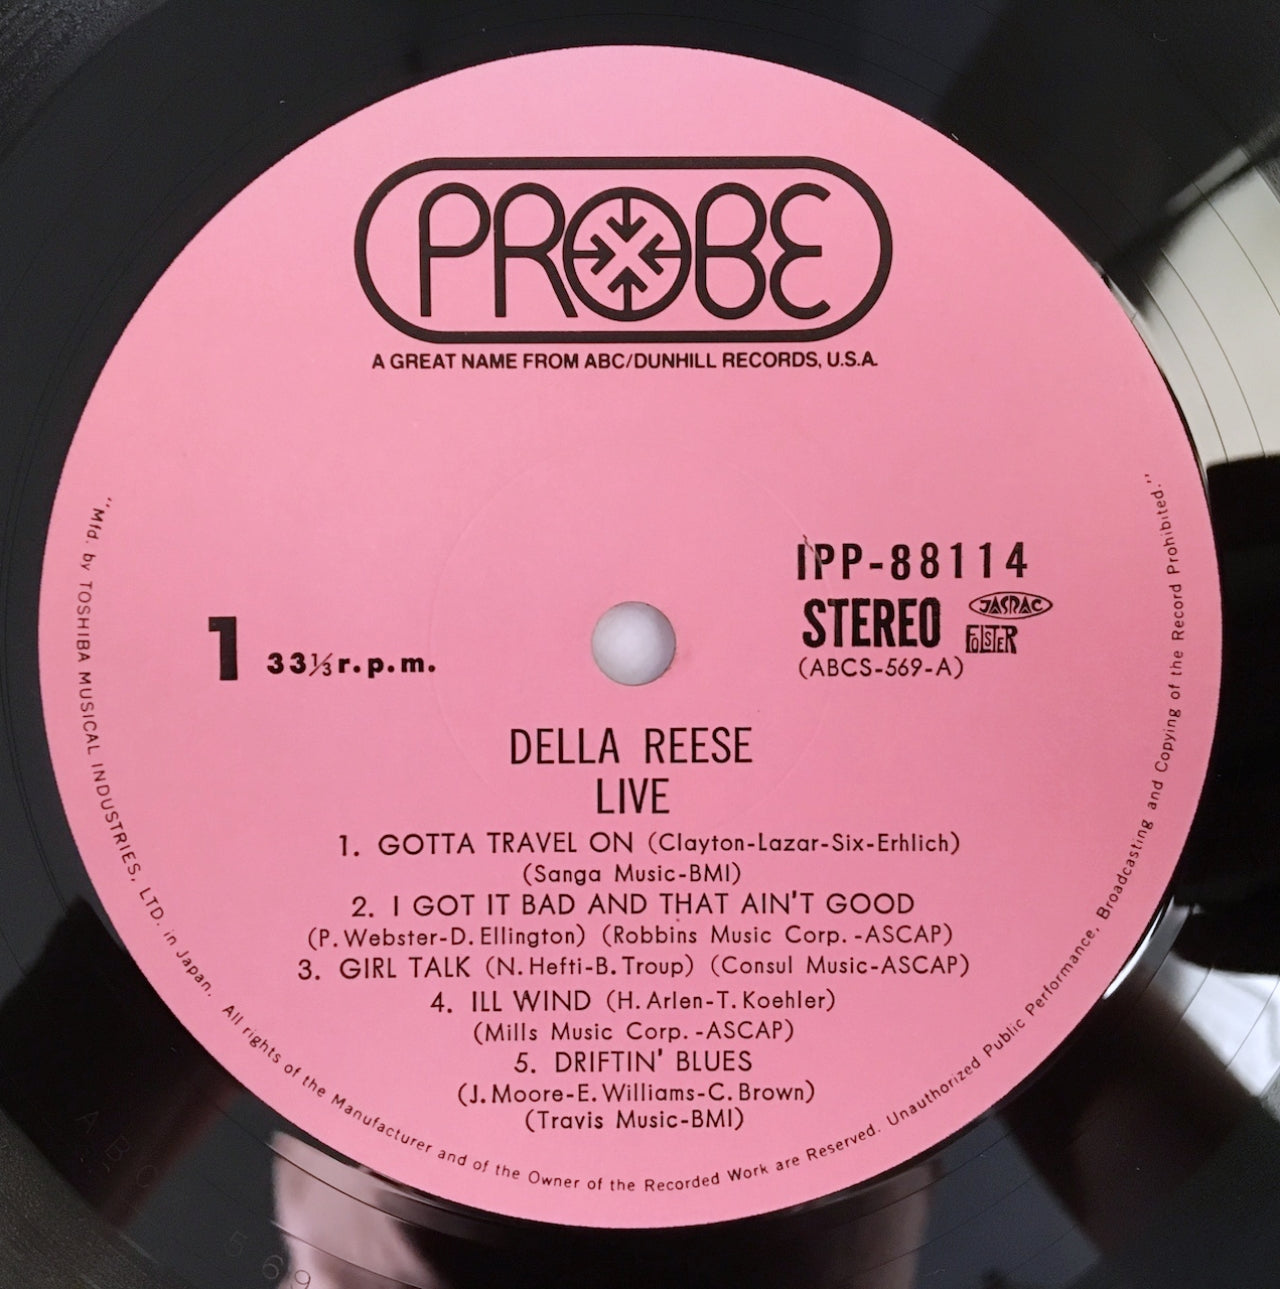 PROBE
A GREAT NAME FROM ABC/DUNHILL RECORDS, U.S.A.
IPP-88114
STEREO JASRAC
FOLSTER
(ABCS-569-A)
1 33⅓ r.p.m.
DELLA REESE
LIVE
1. GOTTA TRAVEL ON (Clayton-Lazar-Six-Erhlich)
(Sanga Music-BMI)
2. I GOT IT BAD AND THAT AIN'T GOOD
(P. Webster-D. Ellington) (Robbins Music Corp. -ASCAP)
3. GIRL TALK (N. Hefti-B. Troup) (Consul Music-ASCAP)
4. ILL WIND (H. Arlen-T. Koehler)
(Mills Music Corp. -ASCAP)
5. DRIFTIN' BLUES
(J. Moore-E. Williams-C. Brown)
(Travis Music-BMI)
"Mfd. by TOSHIBA MUSICAL INDUSTRIES, LTD. in Japan. All rights of the Manufacturer and of the Owner of the Recorded Work are Reserved. Unauthorized Public Performance, Broadcasting and Copying of the Record Prohibited."